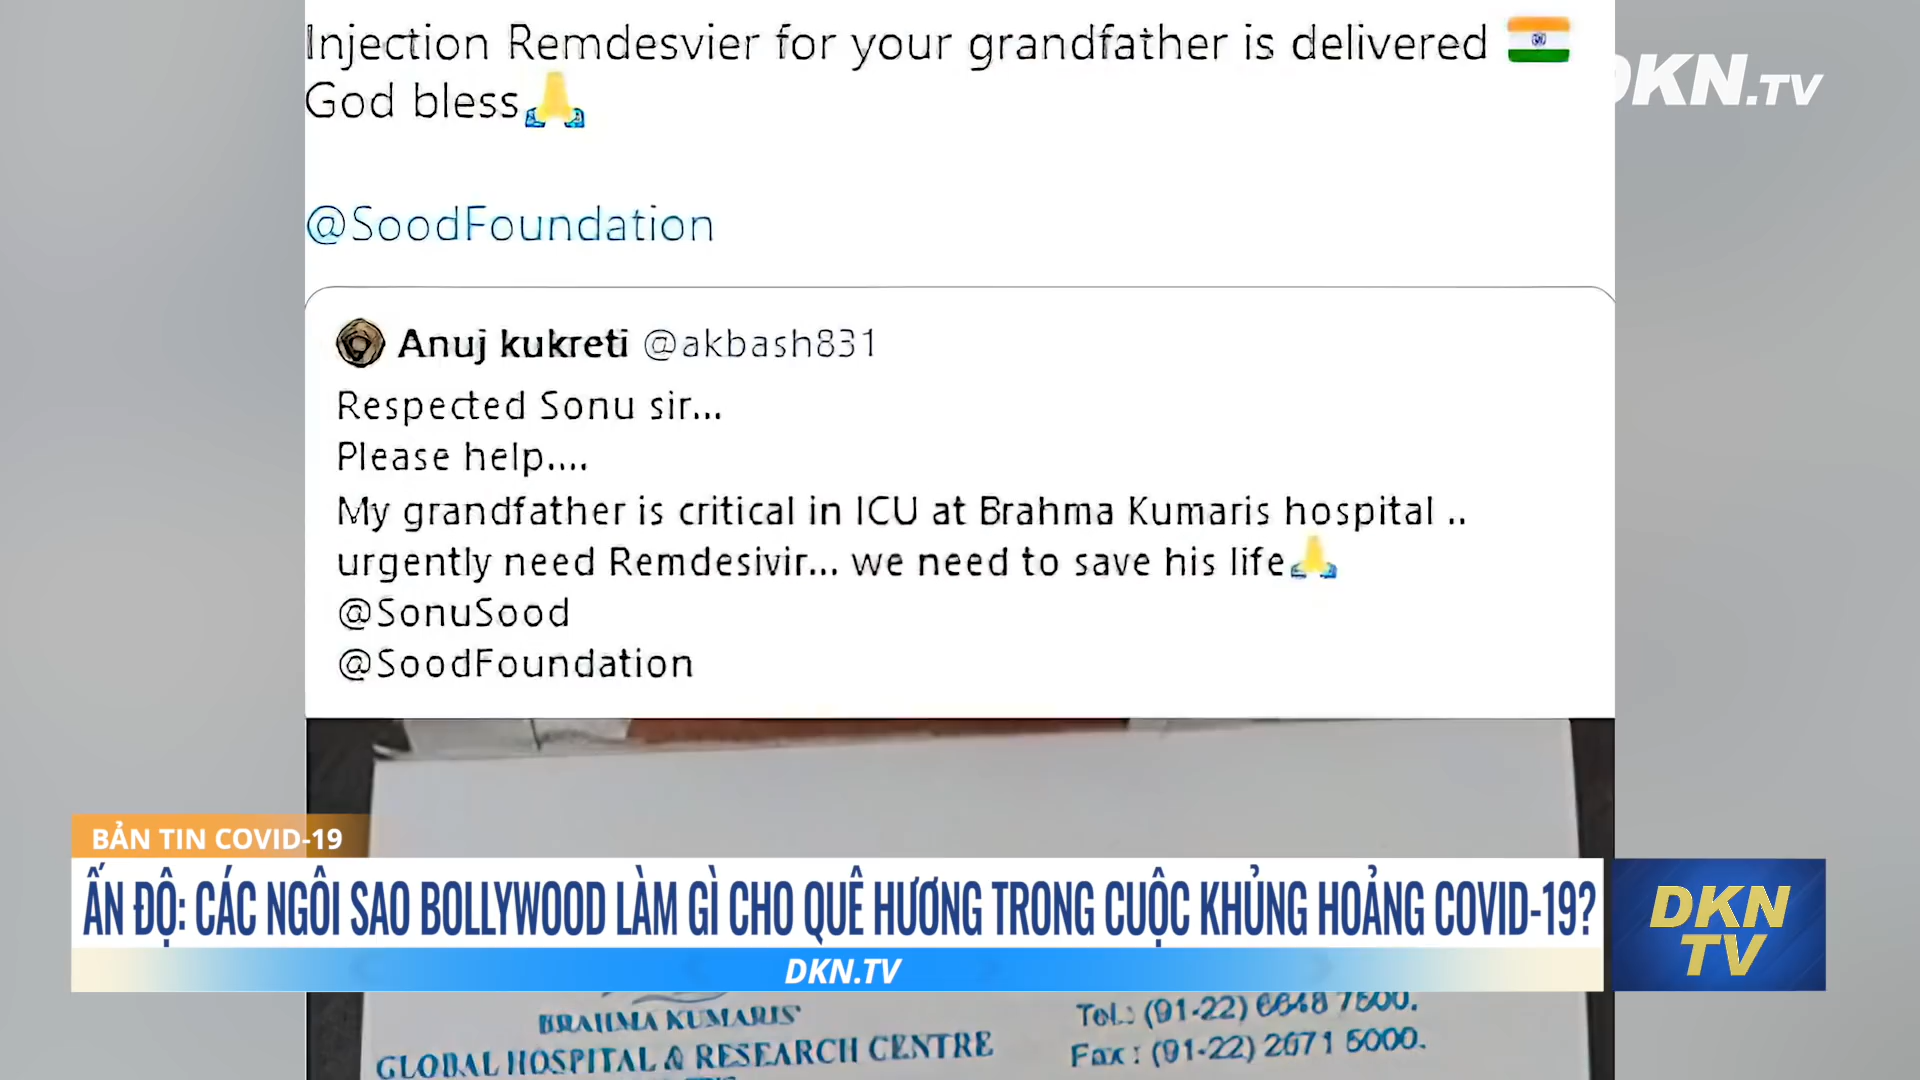 Injection Remdesvier for your grandfather is delivered
God bless
DKN.TV
@SoodFoundation
Anuj kukreti @akbash831
Respected Sonu sir...
Please help....
My grandfather is critical in ICU at Brahma Kumaris hospital ..
urgently need Remdesivir... we need to save his life
@SonuSood
@SoodFoundation
BẢN TIN COVID-19
ẤN ĐỘ: CÁC NGÔI SAO BOLLYWOOD LÀM GÌ CHO QUÊ HƯƠNG TRONG CUỘC KHỦNG HOẢNG COVID-19?
DKN
TV
DKN.TV
BRAHMA KUMARIS'
GLOBAL HOSPITAL & RESEARCH CENTRE
Tel.: (91-22)
Fax : (91-22) 2671 5000.